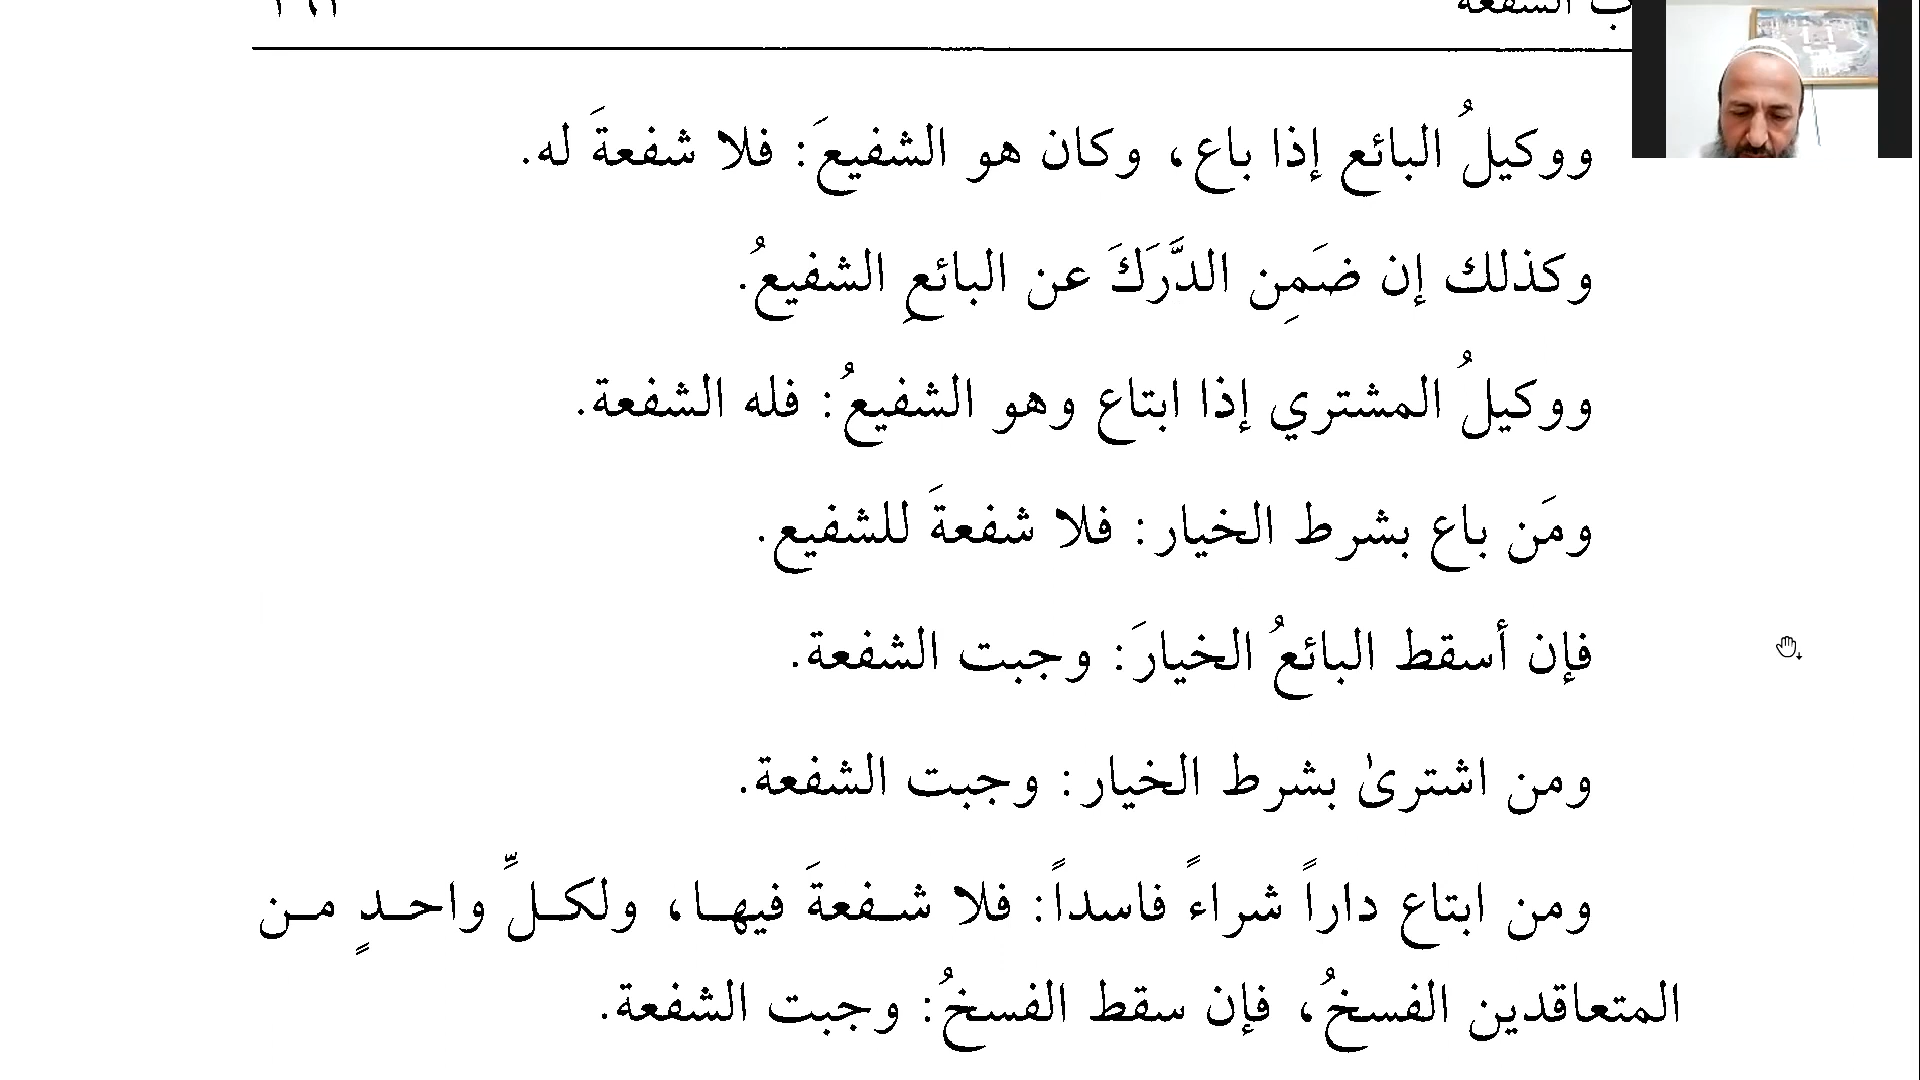 ب الشفعة
ووكيلُ البائع إذا باع، وكان هو الشفيعَ: فلا شفعةَ له.
وكذلك إن ضَمِن الدَّرَكَ عن البائعِ الشفيعُ.
ووكيلُ المشتري إذا ابتاع وهو الشفيعُ: فله الشفعة.
ومَن باع بشرط الخيار: فلا شفعةَ للشفيع.
فإن أسقط البائعُ الخيارَ: وجبت الشفعة.
ومن اشترىٰ بشرط الخيار: وجبت الشفعة.
ومن ابتاع داراً شراءً فاسداً: فلا شفعةَ فيها، ولكلِّ واحدٍ من
المتعاقدين الفسخُ، فإن سقط الفسخُ: وجبت الشفعة.